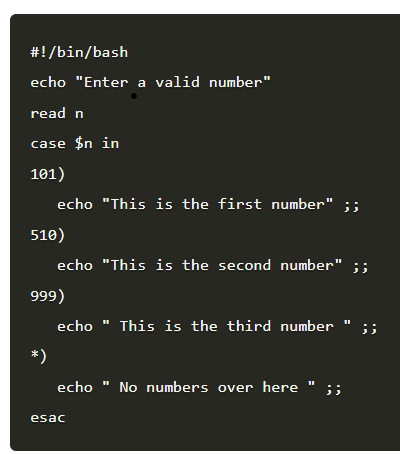 #!/bin/bash
echo "Enter a valid number"
read n
case $n in
101)
   echo "This is the first number" ;;
510)
   echo "This is the second number" ;;
999)
   echo " This is the third number " ;;
*)
   echo " No numbers over here " ;;
esac